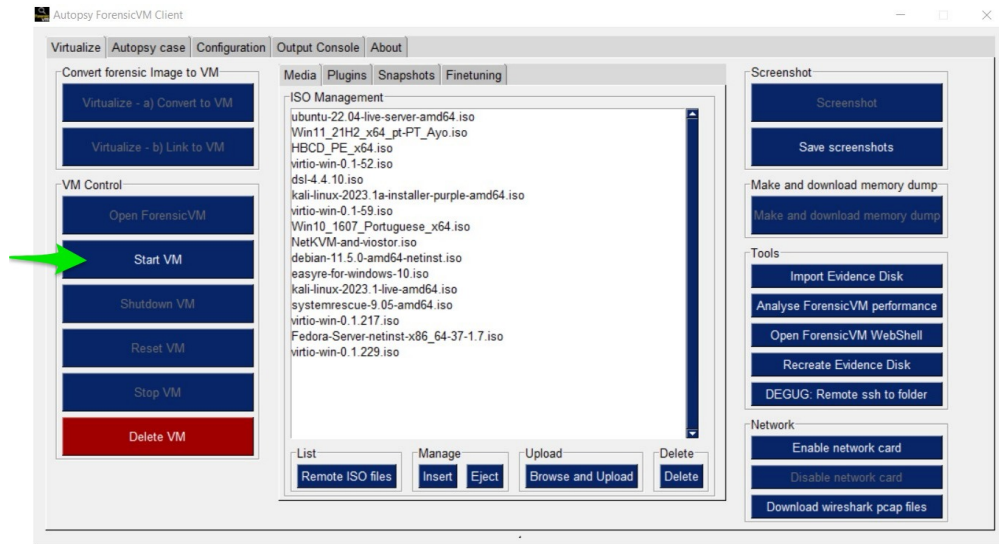 Autopsy ForensicVM Client
Virtualize
Autopsy case
Configuration
Output Console
About
Convert forensic Image to VM
Virtualize - a) Convert to VM
Virtualize - b) Link to VM
VM Control
Open ForensicVM
Start VM
Shutdown VM
Reset VM
Stop VM
Delete VM
Media
Plugins
Snapshots
Finetuning
ISO Management
ubuntu-22.04-live-server-amd64.iso
Win11_21H2_x64_pt-PT_Ayo.iso
HBCD_PE_x64.iso
virtio-win-0.1-52.iso
dsl-4.4.10.iso
kali-linux-2023.1a-installer-purple-amd64.iso
virtio-win-0.1-59.iso
Win10_1607_Portuguese_x64.iso
NetKVM-and-viostor.iso
debian-11.5.0-amd64-netinst.iso
easyre-for-windows-10.iso
kali-linux-2023.1-live-amd64.iso
systemrescue-9.05-amd64.iso
virtio-win-0.1.217.iso
Fedora-Server-netinst-x86_64-37-1.7.iso
virtio-win-0.1.229.iso
List
Remote ISO files
Manage
Insert
Eject
Upload
Browse and Upload
Delete
Delete
Screenshot
Screenshot
Save screenshots
Make and download memory dump
Make and download memory dump
Tools
Import Evidence Disk
Analyse ForensicVM performance
Open ForensicVM WebShell
Recreate Evidence Disk
DEGUG: Remote ssh to folder
Network
Enable network card
Disable network card
Download wireshark pcap files